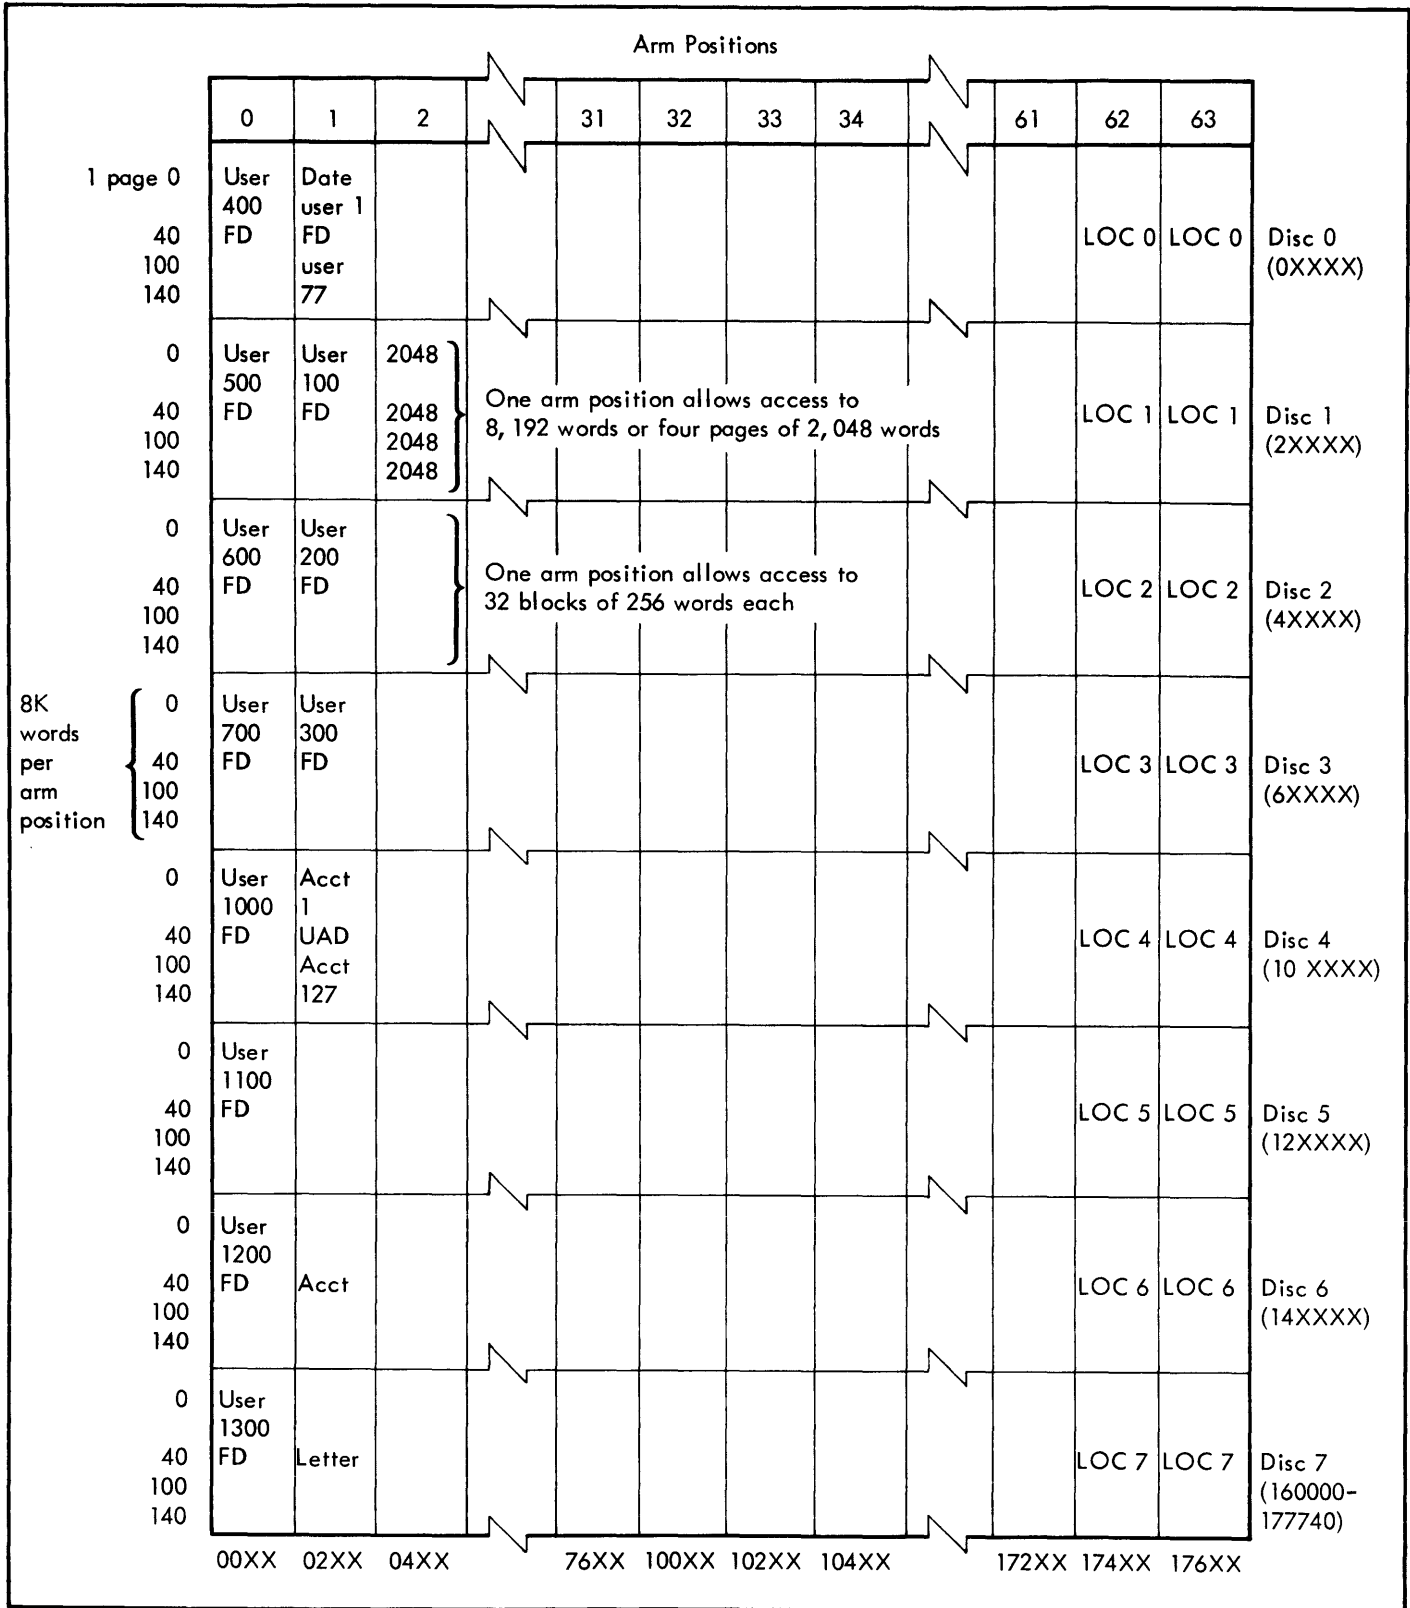 Arm Positions
0 1 2 31 32 33 34 61 62 63
1 page 0 User Date
400 user 1
40 FD FD LOC 0 LOC 0 Disc 0
100 user (0XXXX)
140 77
0 User User 2048
500 100 One arm position allows access to
40 FD FD 2048 LOC 1 LOC 1 Disc 1
100 2048 8,192 words or four pages of 2,048 words (2XXXX)
140 2048
0 User User
600 200 One arm position allows access to
40 FD FD LOC 2 LOC 2 Disc 2
100 32 blocks of 256 words each (4XXXX)
140
8K 0 User User
words 700 300
per 40 FD FD LOC 3 LOC 3 Disc 3
arm 100 (6XXXX)
position 140
0 User Acct
1000 1
40 FD UAD LOC 4 LOC 4 Disc 4
100 Acct (10 XXXX)
140 127
0 User
1100
40 FD LOC 5 LOC 5 Disc 5
100 (12XXXX)
140
0 User
1200
40 FD Acct LOC 6 LOC 6 Disc 6
100 (14XXXX)
140
0 User
1300
40 FD Letter LOC 7 LOC 7 Disc 7
100 (160000-
140 177740)
00XX 02XX 04XX 76XX 100XX 102XX 104XX 172XX 174XX 176XX